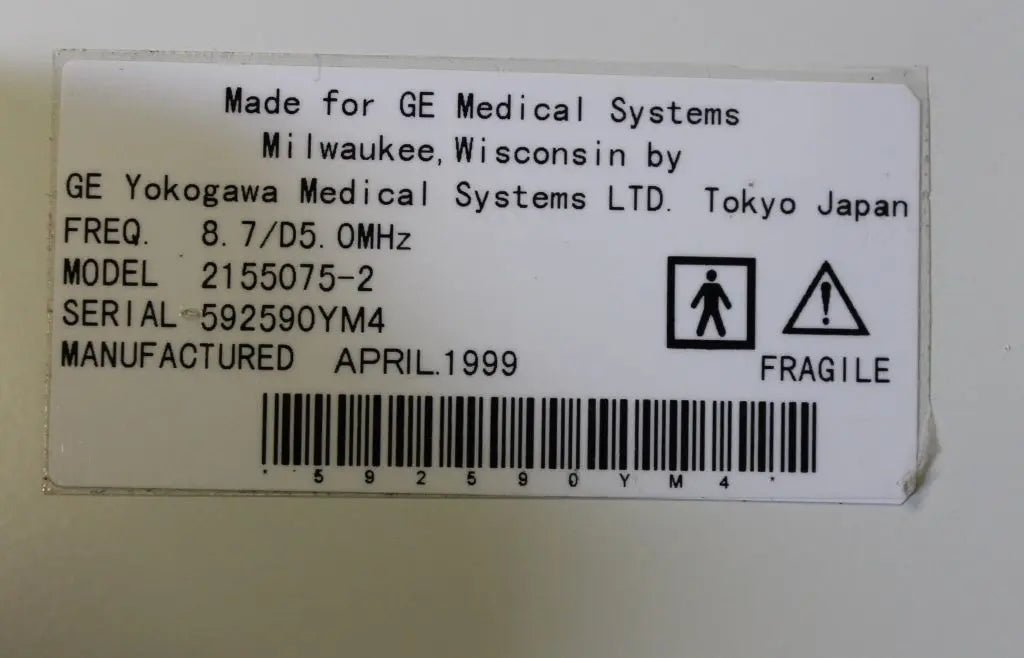 Made for GE Medical Systems
Milwaukee, Wisconsin by
GE Yokogawa Medical Systems LTD. Tokyo Japan
FREQ. 8.7/D5.0MHz
MODEL 2155075-2
SERIAL 592590YM4
MANUFACTURED APRIL.1999
FRAGILE
* 5 9 2 5 9 0 Y M 4 *